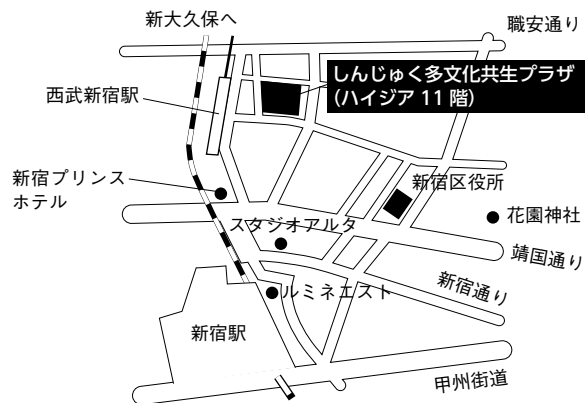 新大久保へ
職安通り
しんじゅく多文化共生プラザ
(ハイジア 11 階)
西武新宿駅
新宿プリンス
ホテル
新宿区役所
花園神社
スタジオアルタ
靖国通り
新宿通り
ルミネエスト
新宿駅
甲州街道